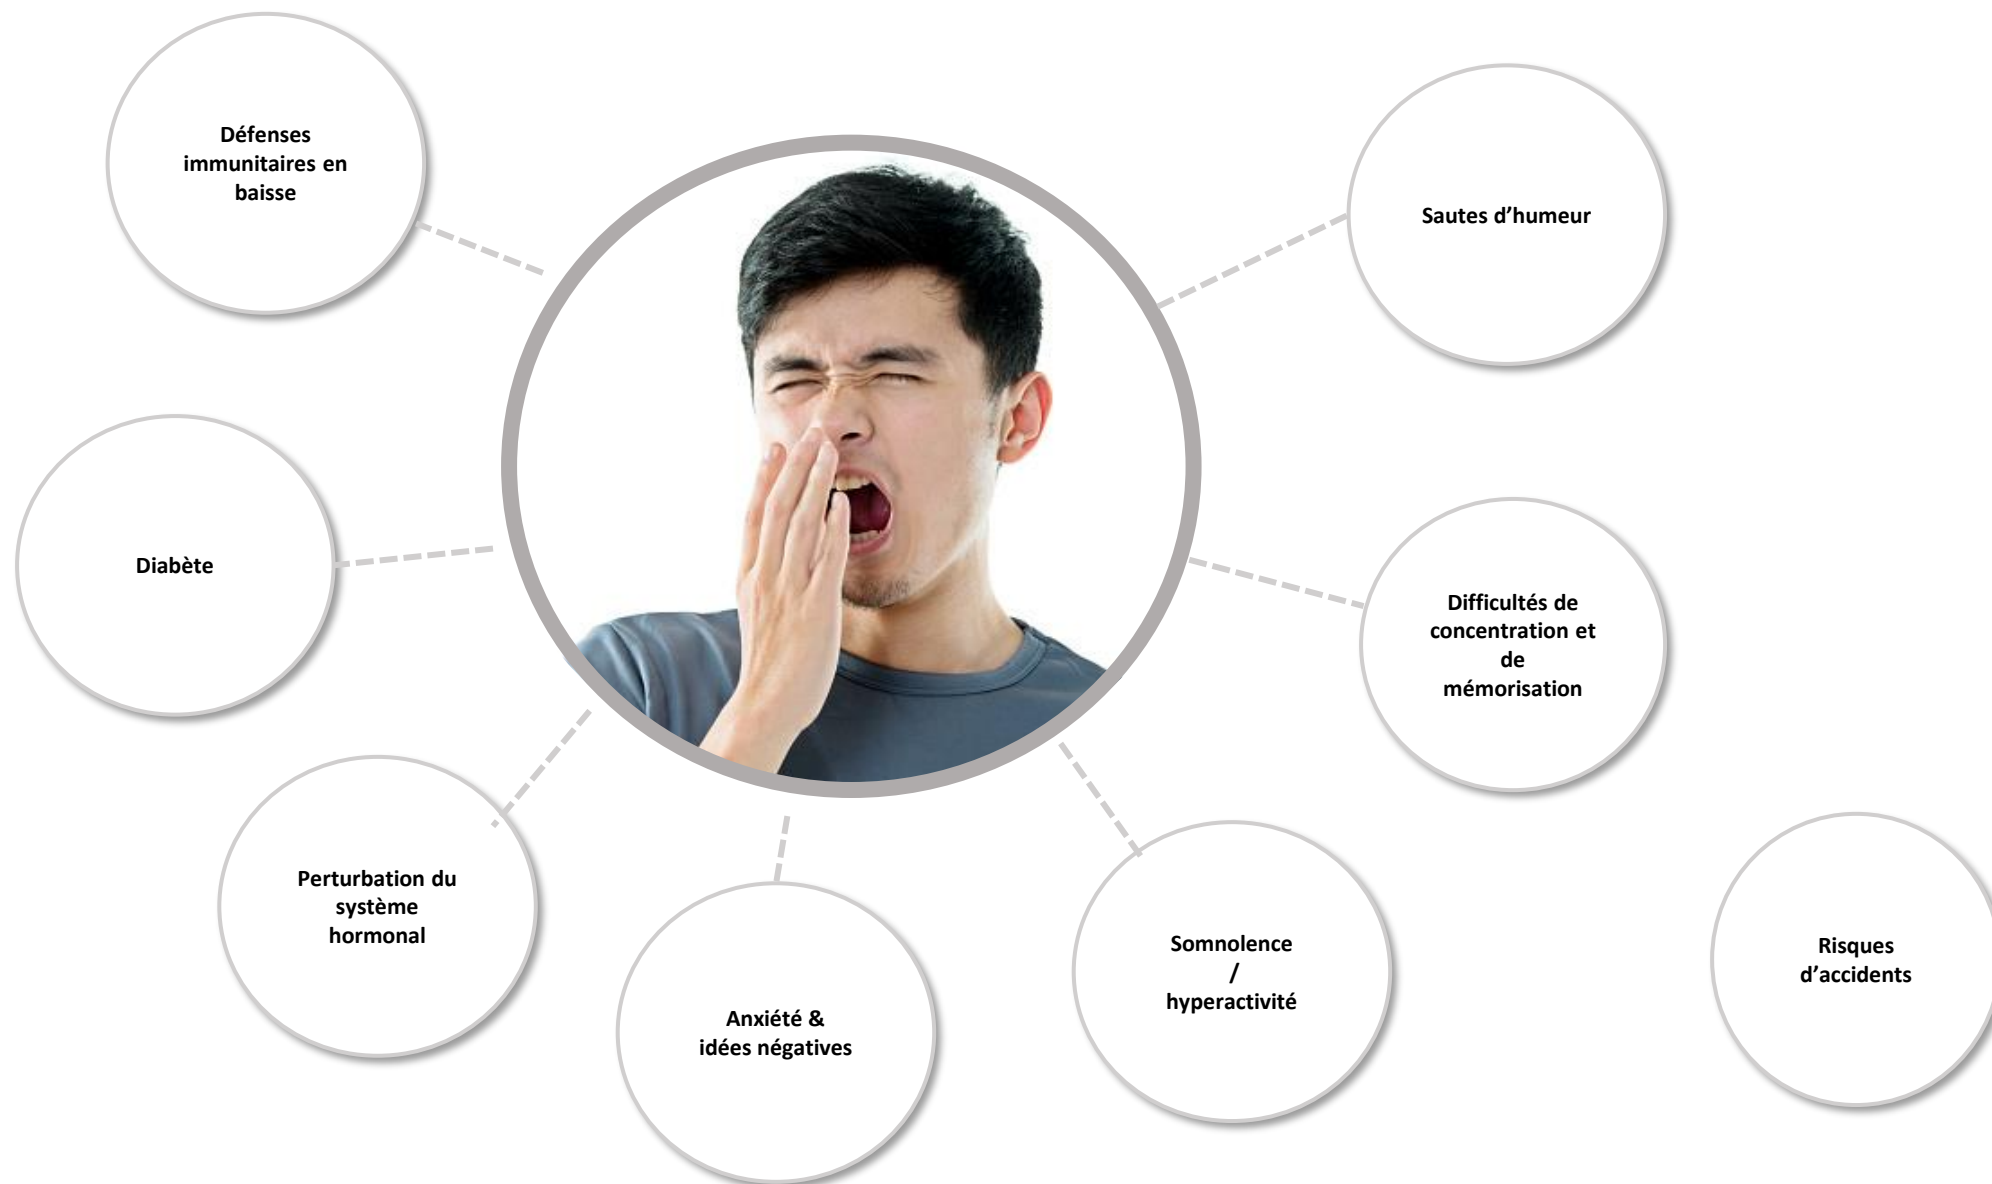 Défenses
immunitaires en
baisse
Sautes d’humeur
Diabète
Difficultés de
concentration et
de
mémorisation
Perturbation du
système
hormonal
Anxiété &
idées négatives
Somnolence
/
hyperactivité
Risques
d’accidents